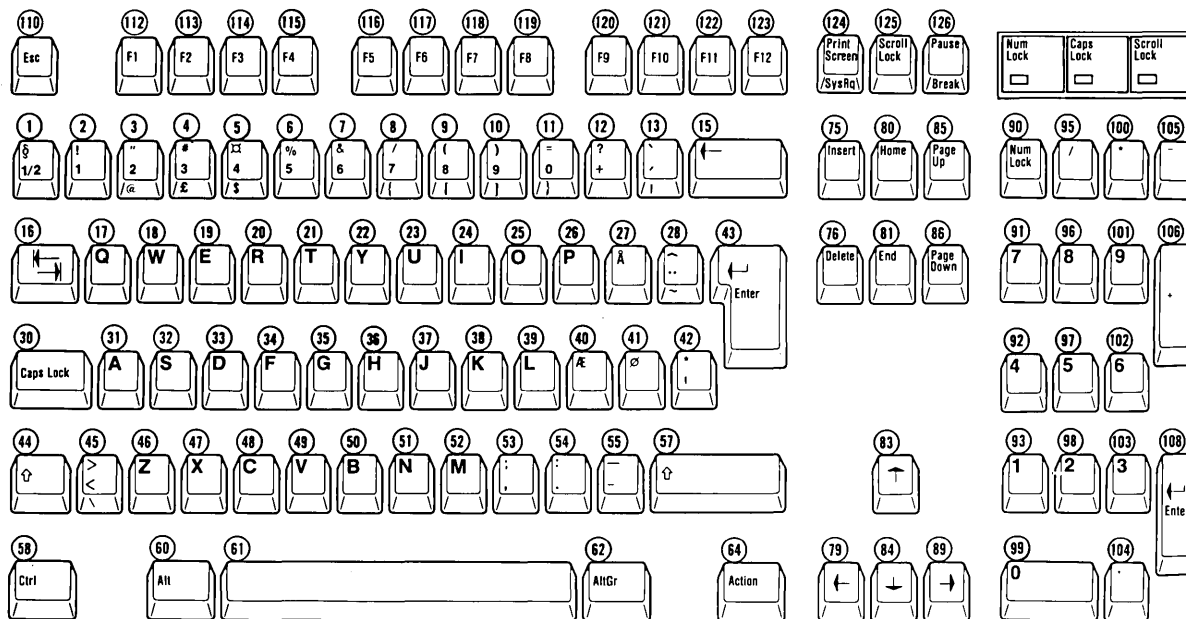 110 112 113 114 115 116 117 118 119 120 121 122 123 124 125 126
Esc F1 F2 F3 F4 F5 F6 F7 F8 F9 F10 F11 F12 Print Screen /SysRq Scroll Lock Pause /Break
Num Lock Caps Lock Scroll Lock
1 2 3 4 5 6 7 8 9 10 11 12 13 15 75 80 85 90 95 100 105
§ ! " # ¤ % & / ( ) = ? ` ← Insert Home Page Up Num Lock / * -
1/2 1 2 3 4 5 6 7 8 9 0 + ´
@ £ $ { [ ] } |
16 17 18 19 20 21 22 23 24 25 26 27 28 43 76 81 86 91 96 101 106
Q W E R T Y U I O P Å ^ ¨ ~ Enter Delete End Page Down 7 8 9 +
30 31 32 33 34 35 36 37 38 39 40 41 42 92 97 102
Caps Lock A S D F G H J K L Æ Ø * ' 4 5 6
44 45 46 47 48 49 50 51 52 53 54 55 57 83 93 98 103 108
⇧ > < \ Z X C V B N M ; , : . — - ⇧ ↑ 1 2 3 Enter
58 60 61 62 64 79 84 89 99 104
Ctrl Alt AltGr Action ← ↓ → 0 .